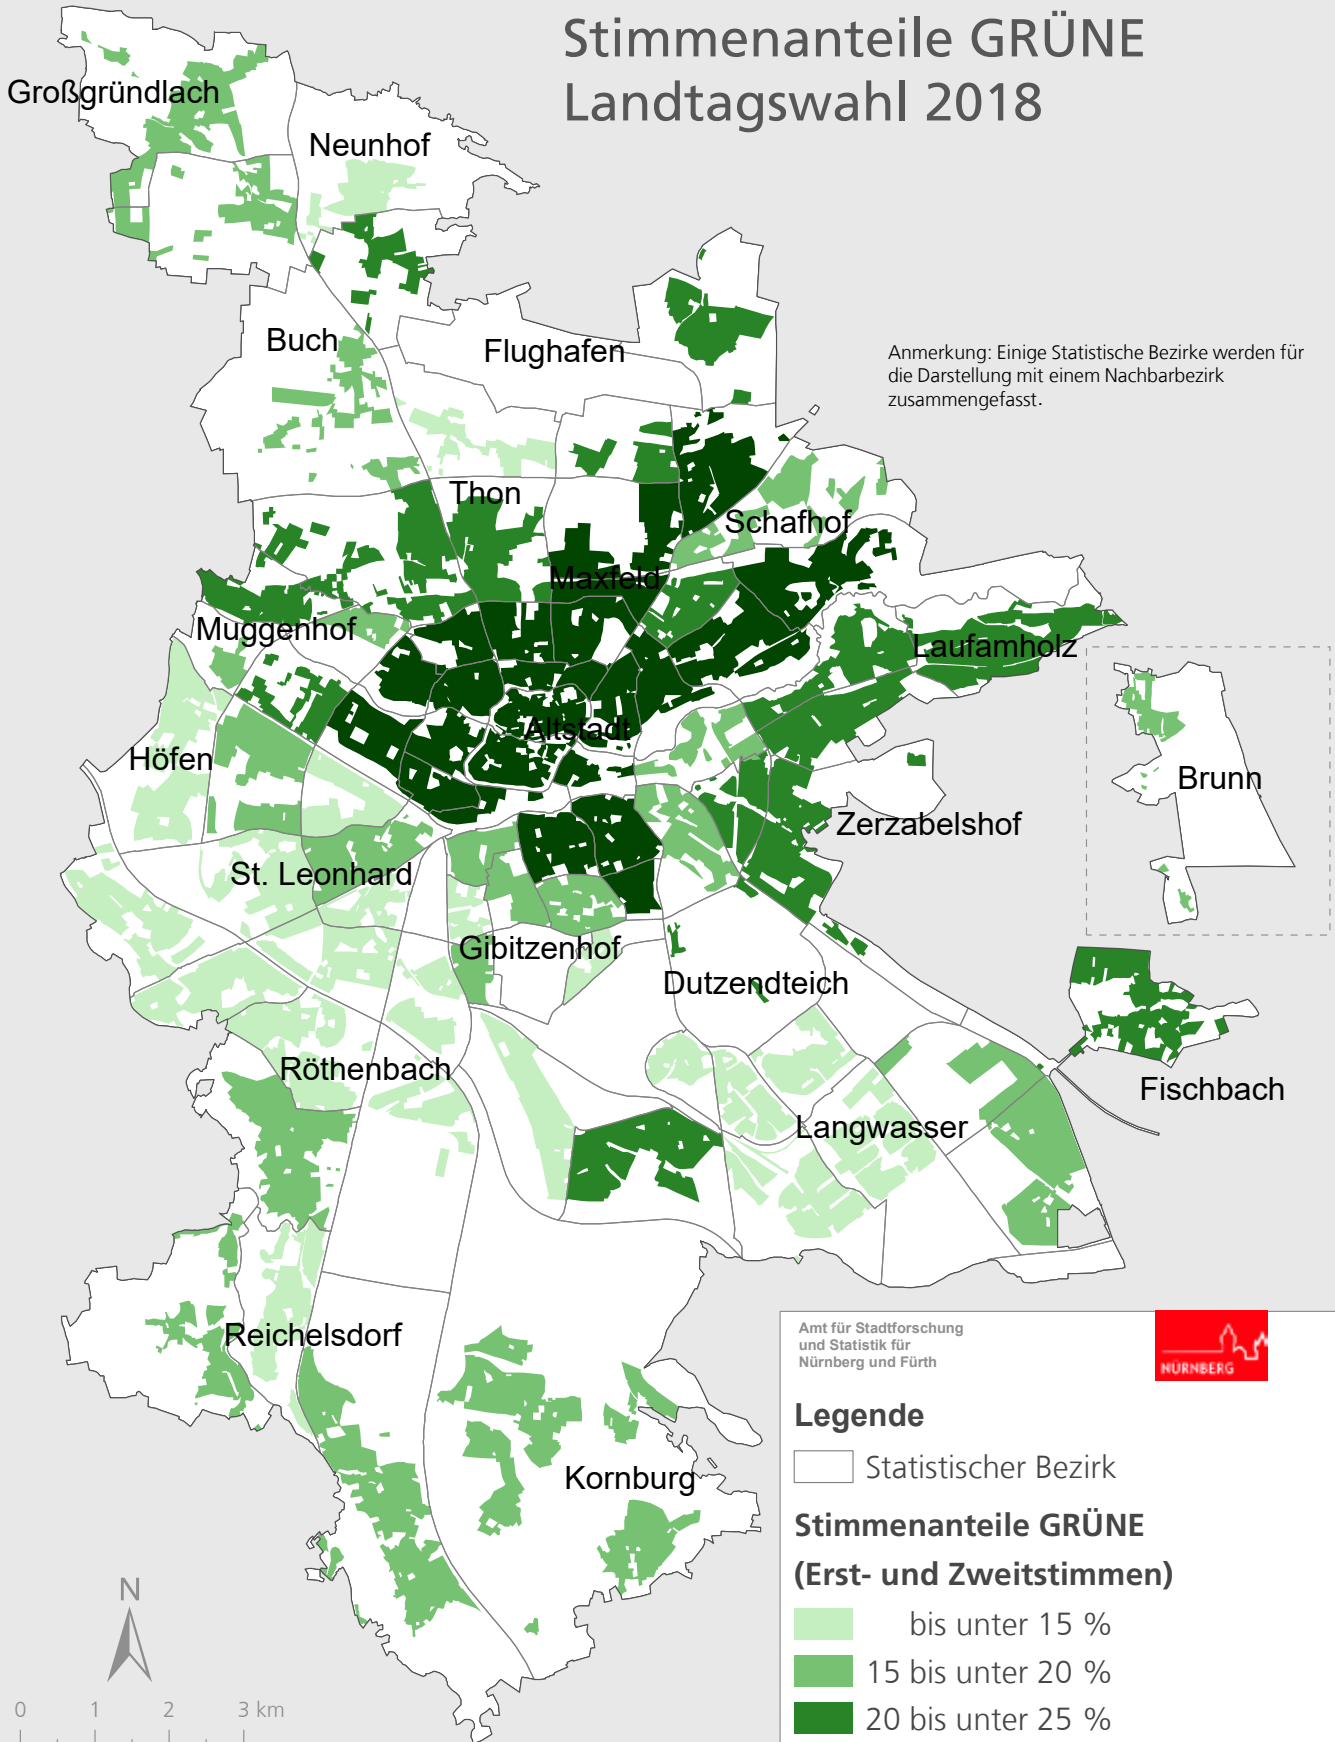 Stimmenanteile GRÜNE
Landtagswahl 2018
Großgründlach
Neunhof
Buch
Flughafen
Anmerkung: Einige Statistische Bezirke werden für
die Darstellung mit einem Nachbarbezirk
zusammengefasst.
Thon
Schafhof
Maxfeld
Muggenhof
Laufamholz
Altstadt
Höfen
Brunn
Zerzabelshof
St. Leonhard
Gibitzenhof
Dutzendteich
Röthenbach
Fischbach
Langwasser
Reichelsdorf
Kornburg
Amt für Stadtforschung
und Statistik für
Nürnberg und Fürth
NÜRNBERG
Legende
Statistischer Bezirk
Stimmenanteile GRÜNE
(Erst- und Zweitstimmen)
bis unter 15 %
15 bis unter 20 %
20 bis unter 25 %
N
0 1 2 3 km